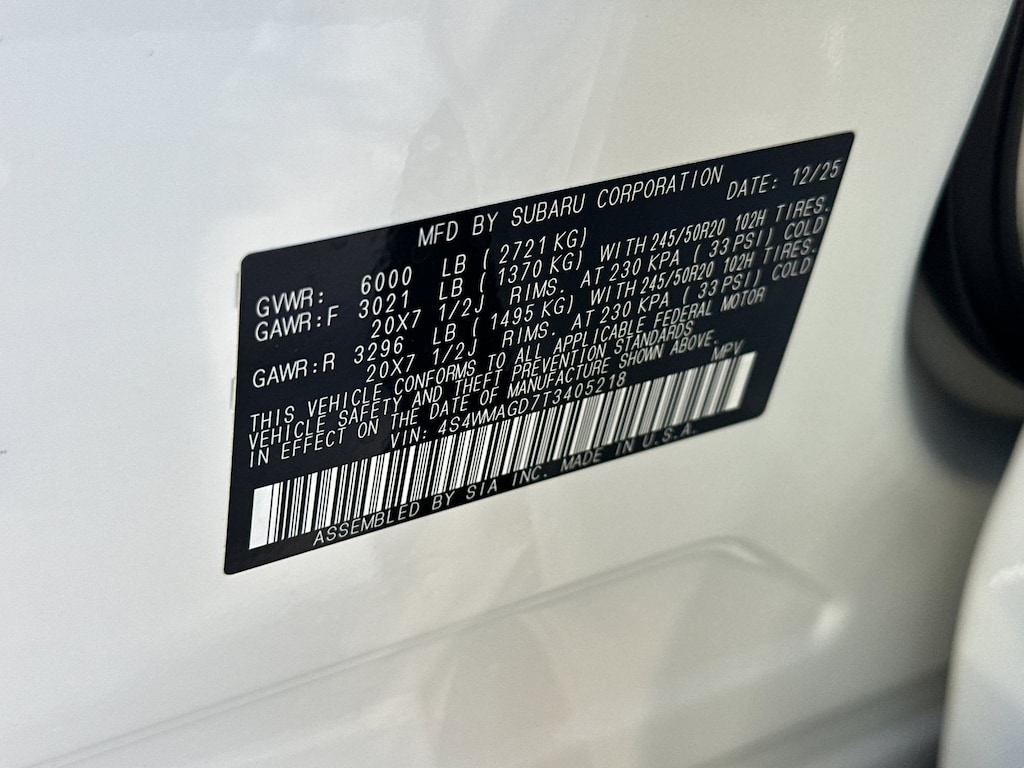 MFD BY SUBARU CORPORATION DATE: 12/25
GVWR: 6000 LB ( 2721 KG)
GAWR:F 3021 LB ( 1370 KG) WITH 245/50R20 102H TIRES.
20X7 1/2J RIMS. AT 230 KPA ( 33 PSI) COLD
GAWR:R 3296 LB ( 1495 KG) WITH 245/50R20 102H TIRES.
20X7 1/2J RIMS. AT 230 KPA ( 33 PSI) COLD
THIS VEHICLE CONFORMS TO ALL APPLICABLE FEDERAL MOTOR
VEHICLE SAFETY AND THEFT PREVENTION STANDARDS
IN EFFECT ON THE DATE OF MANUFACTURE SHOWN ABOVE.
VIN: 4S4WMAGD7T3405218 MPV
ASSEMBLED BY SIA INC. MADE IN U.S.A.